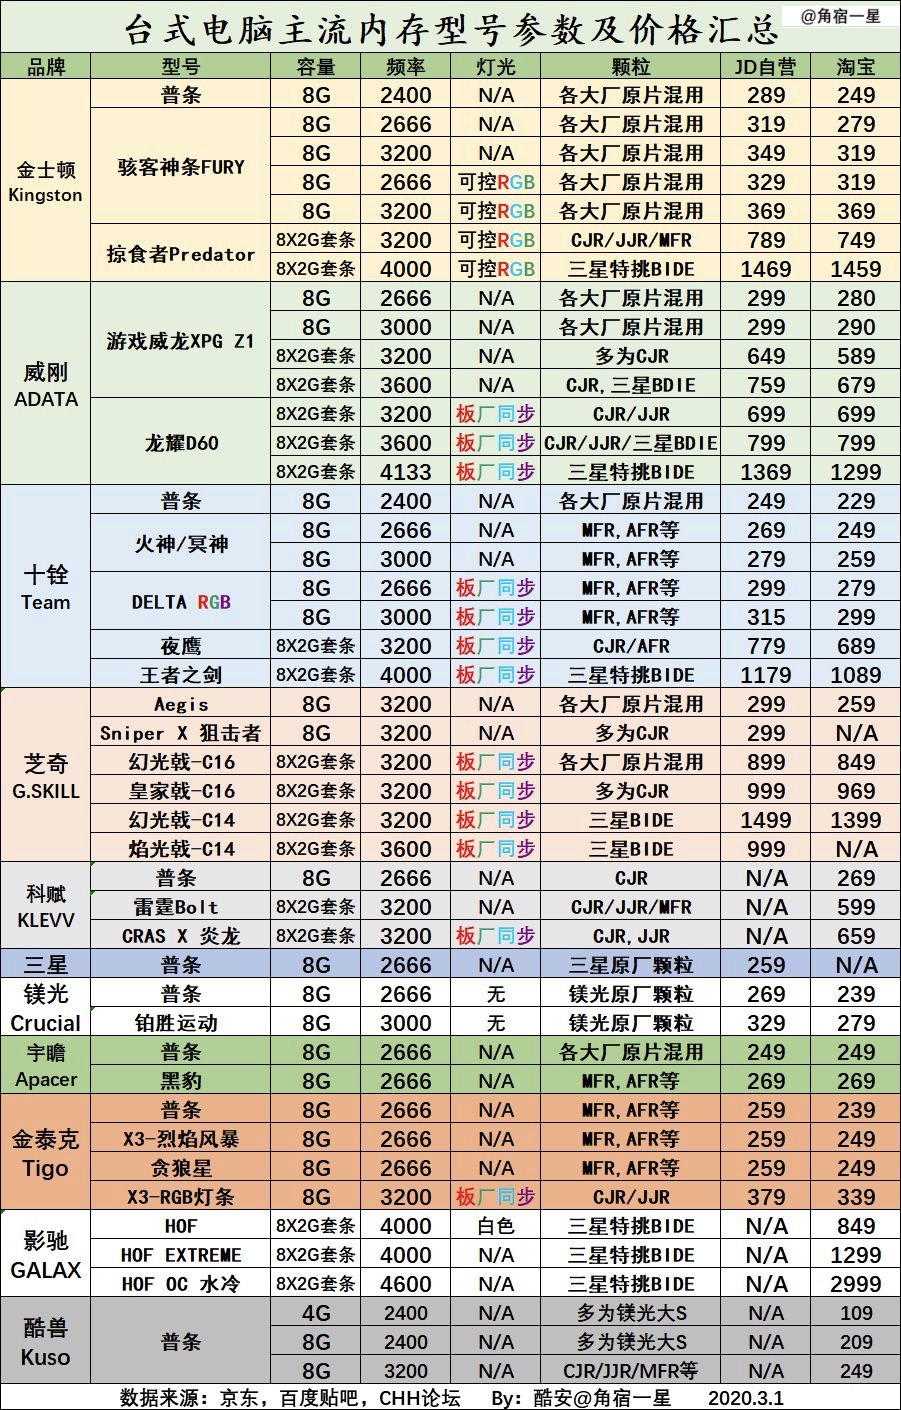 @角宿一星
台式电脑主流内存型号参数及价格汇总
品牌 型号 容量 频率 灯光 颗粒 JD自营 淘宝
金士顿 Kingston
普条 8G 2400 N/A 各大厂原片混用 289 249
骇客神条FURY
8G 2666 N/A 各大厂原片混用 319 279
8G 3200 N/A 各大厂原片混用 349 319
8G 2666 可控RGB 各大厂原片混用 329 319
8G 3200 可控RGB 各大厂原片混用 369 369
掠食者Predator
8X2G套条 3200 可控RGB CJR/JJR/MFR 789 749
8X2G套条 4000 可控RGB 三星特挑BIDE 1469 1459
威刚 ADATA
游戏威龙XPG Z1
8G 2666 N/A 各大厂原片混用 299 280
8G 3000 N/A 各大厂原片混用 299 290
8X2G套条 3200 N/A 多为CJR 649 589
8X2G套条 3600 N/A CJR,三星BDIE 759 679
龙耀D60
8X2G套条 3200 板厂同步 CJR/JJR 699 699
8X2G套条 3600 板厂同步 CJR/JJR/三星BDIE 799 799
8X2G套条 4133 板厂同步 三星特挑BIDE 1369 1299
十铨 Team
普条 8G 2400 N/A 各大厂原片混用 249 229
火神/冥神
8G 2666 N/A MFR,AFR等 269 249
8G 3000 N/A MFR,AFR等 279 259
DELTA RGB
8G 2666 板厂同步 MFR,AFR等 299 279
8G 3000 板厂同步 MFR,AFR等 315 299
夜鹰 8X2G套条 3200 板厂同步 CJR/AFR 779 689
王者之剑 8X2G套条 4000 板厂同步 三星特挑BIDE 1179 1089
芝奇 G.SKILL
Aegis 8G 3200 N/A 各大厂原片混用 299 259
Sniper X 狙击者 8G 3200 N/A 多为CJR 299 N/A
幻光戟-C16 8X2G套条 3200 板厂同步 各大厂原片混用 899 849
皇家戟-C16 8X2G套条 3200 板厂同步 多为CJR 999 969
幻光戟-C14 8X2G套条 3200 板厂同步 三星BIDE 1499 1399
焰光戟-C14 8X2G套条 3600 板厂同步 三星BIDE 999 N/A
科赋 KLEVV
普条 8G 2666 N/A CJR N/A 269
雷霆Bolt 8X2G套条 3200 N/A CJR/JJR/MFR N/A 599
CRAS X 炎龙 8X2G套条 3200 板厂同步 CJR,JJR N/A 659
三星 普条 8G 2666 N/A 三星原厂颗粒 259 N/A
镁光 Crucial
普条 8G 2666 无 镁光原厂颗粒 269 239
铂胜运动 8G 3000 无 镁光原厂颗粒 329 279
宇瞻 Apacer
普条 8G 2666 N/A 各大厂原片混用 249 249
黑豹 8G 2666 N/A MFR,AFR等 269 269
金泰克 Tigo
普条 8G 2666 N/A MFR,AFR等 259 239
X3-烈焰风暴 8G 2666 N/A MFR,AFR等 259 249
贪狼星 8G 2666 N/A MFR,AFR等 259 249
X3-RGB灯条 8G 3200 板厂同步 CJR/JJR 379 339
影驰 GALAX
HOF 8X2G套条 4000 白色 三星特挑BIDE N/A 849
HOF EXTREME 8X2G套条 4000 N/A 三星特挑BIDE N/A 1299
HOF OC 水冷 8X2G套条 4600 N/A 三星特挑BIDE N/A 2999
酷兽 Kuso
普条
4G 2400 N/A 多为镁光大S N/A 109
8G 2400 N/A 多为镁光大S N/A 209
8G 3200 N/A CJR/JJR/MFR等 N/A 249
数据来源：京东，百度贴吧，CHH论坛 By：酷安@角宿一星 2020.3.1